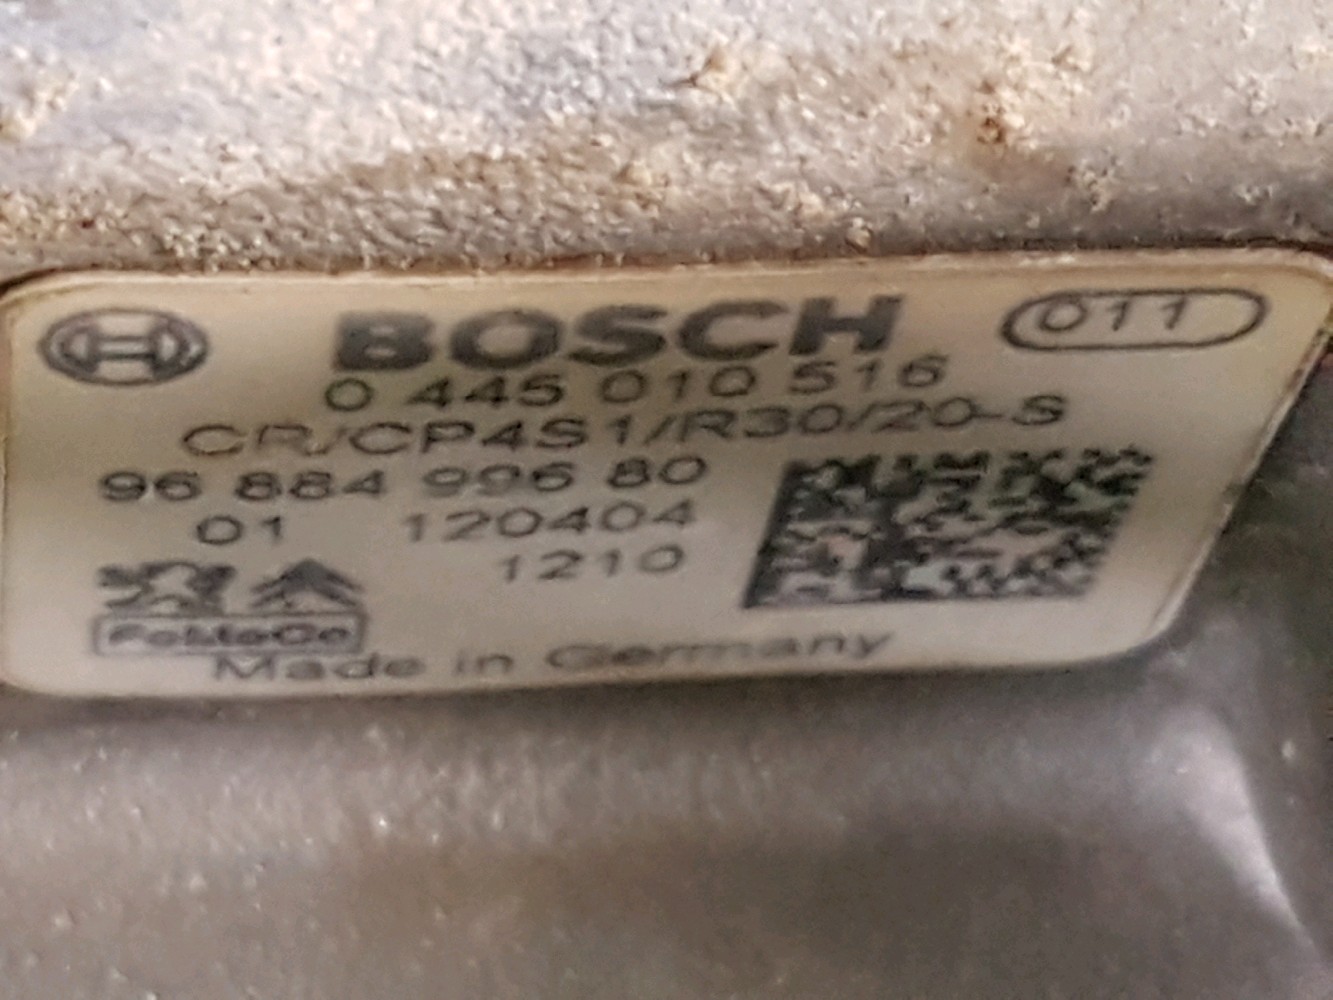 BOSCH 011
0 445 010 516
CR/CP4S1/R30/20-S
96 884 996 80
01 120404
1210
FoMoCo
Made in Germany